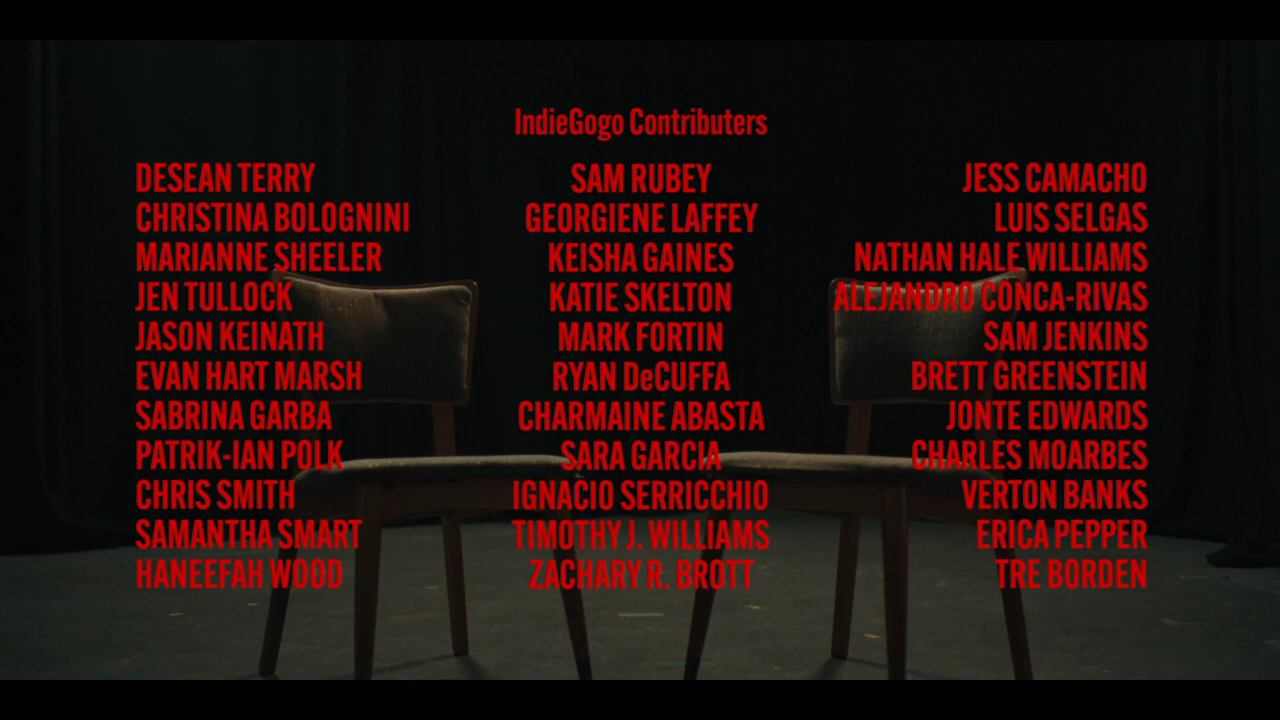 IndieGogo Contributers
DESEAN TERRY
CHRISTINA BOLOGNINI
MARIANNE SHEELER
JEN TULLOCK
JASON KEINATH
EVAN HART MARSH
SABRINA GARBA
PATRIK-IAN POLK
CHRIS SMITH
SAMANTHA SMART
HANEEFAH WOOD
SAM RUBEY
GEORGIENE LAFFEY
KEISHA GAINES
KATIE SKELTON
MARK FORTIN
RYAN DeCUFFA
CHARMAINE ABASTA
SARA GARCIA
IGNACIO SERRICCHIO
TIMOTHY J. WILLIAMS
ZACHARY R. BROTT
JESS CAMACHO
LUIS SELGAS
NATHAN HALE WILLIAMS
ALEJANDRO CONCA-RIVAS
SAM JENKINS
BRETT GREENSTEIN
JONTE EDWARDS
CHARLES MOARBES
VERTON BANKS
ERICA PEPPER
TRE BORDEN